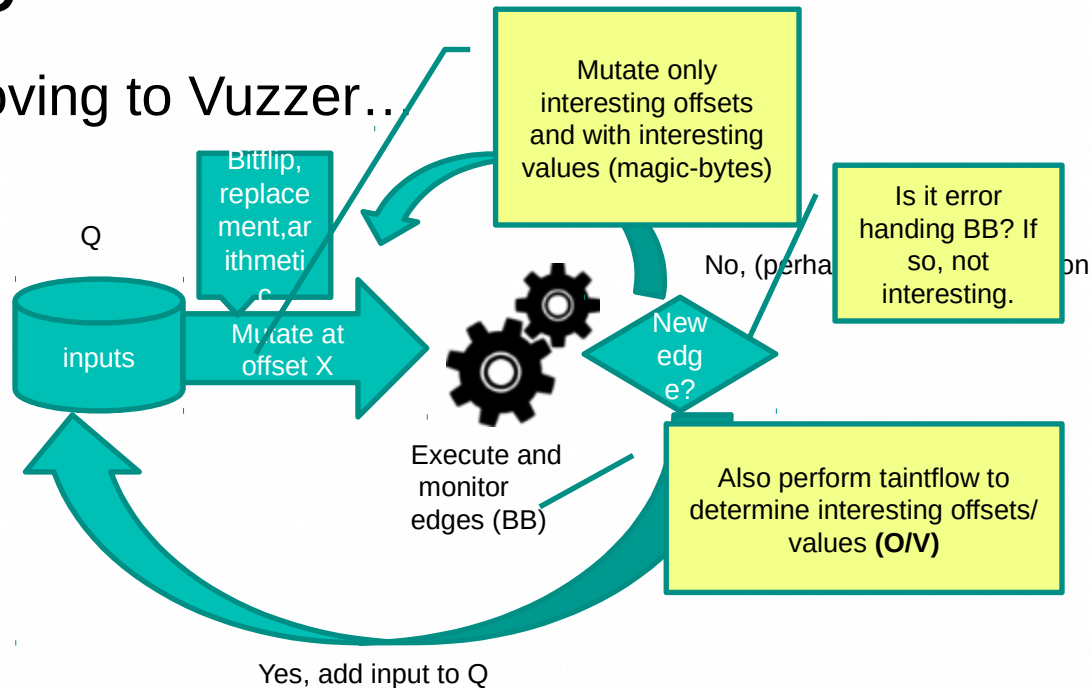 oving to Vuzzer…
Mutate only
interesting offsets
and with interesting
values (magic-bytes)
Bitflip,
replace
ment,ar
ithmeti
c
Is it error
handing BB? If
so, not
interesting.
Q
No, (perha
on
inputs
Mutate at
offset X
New
edg
e?
Execute and
monitor
edges (BB)
Also perform taintflow to
determine interesting offsets/
values (O/V)
Yes, add input to Q